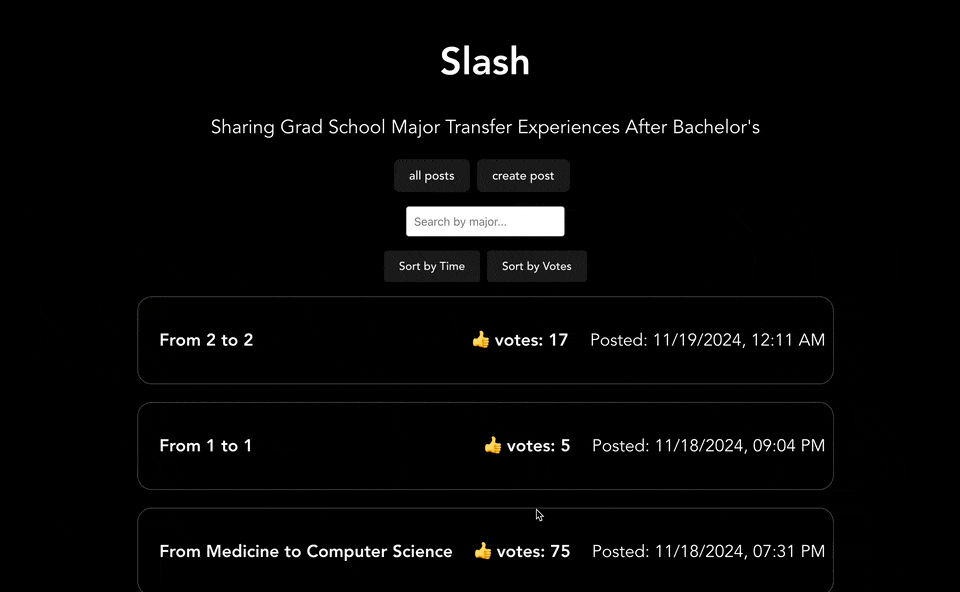 Slash
Sharing Grad School Major Transfer Experiences After Bachelor's
all posts create post
Search by major...
Sort by Time Sort by Votes
From 2 to 2 👍 votes: 17 Posted: 11/19/2024, 12:11 AM
From 1 to 1 👍 votes: 5 Posted: 11/18/2024, 09:04 PM
From Medicine to Computer Science 👍 votes: 75 Posted: 11/18/2024, 07:31 PM